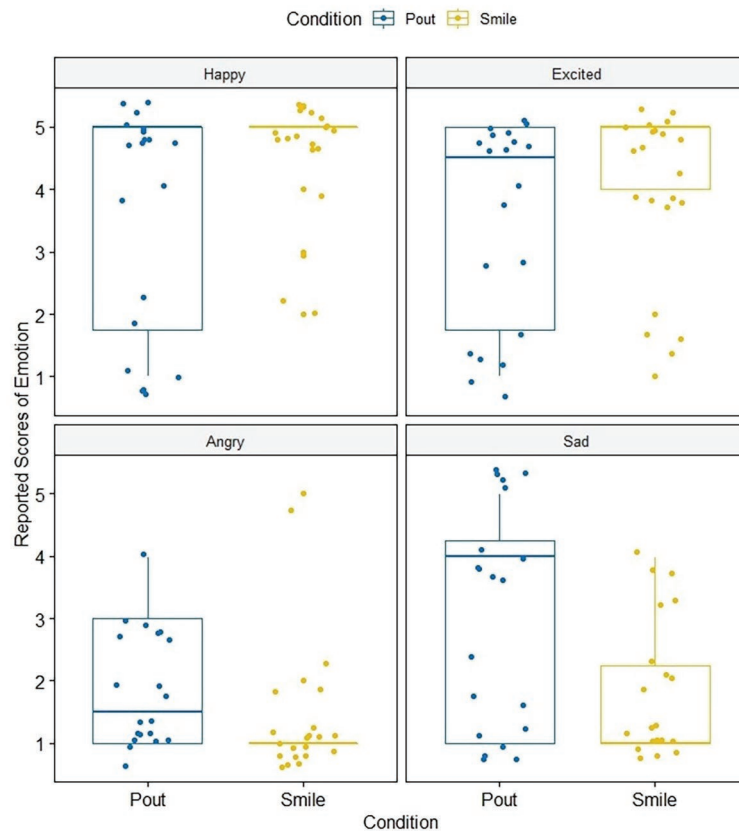 Condition Pout Smile
Happy Excited
5
4
3
2
1
Angry Sad
5
4
3
2
1
Reported Scores of Emotion
Pout Smile Pout Smile
Condition